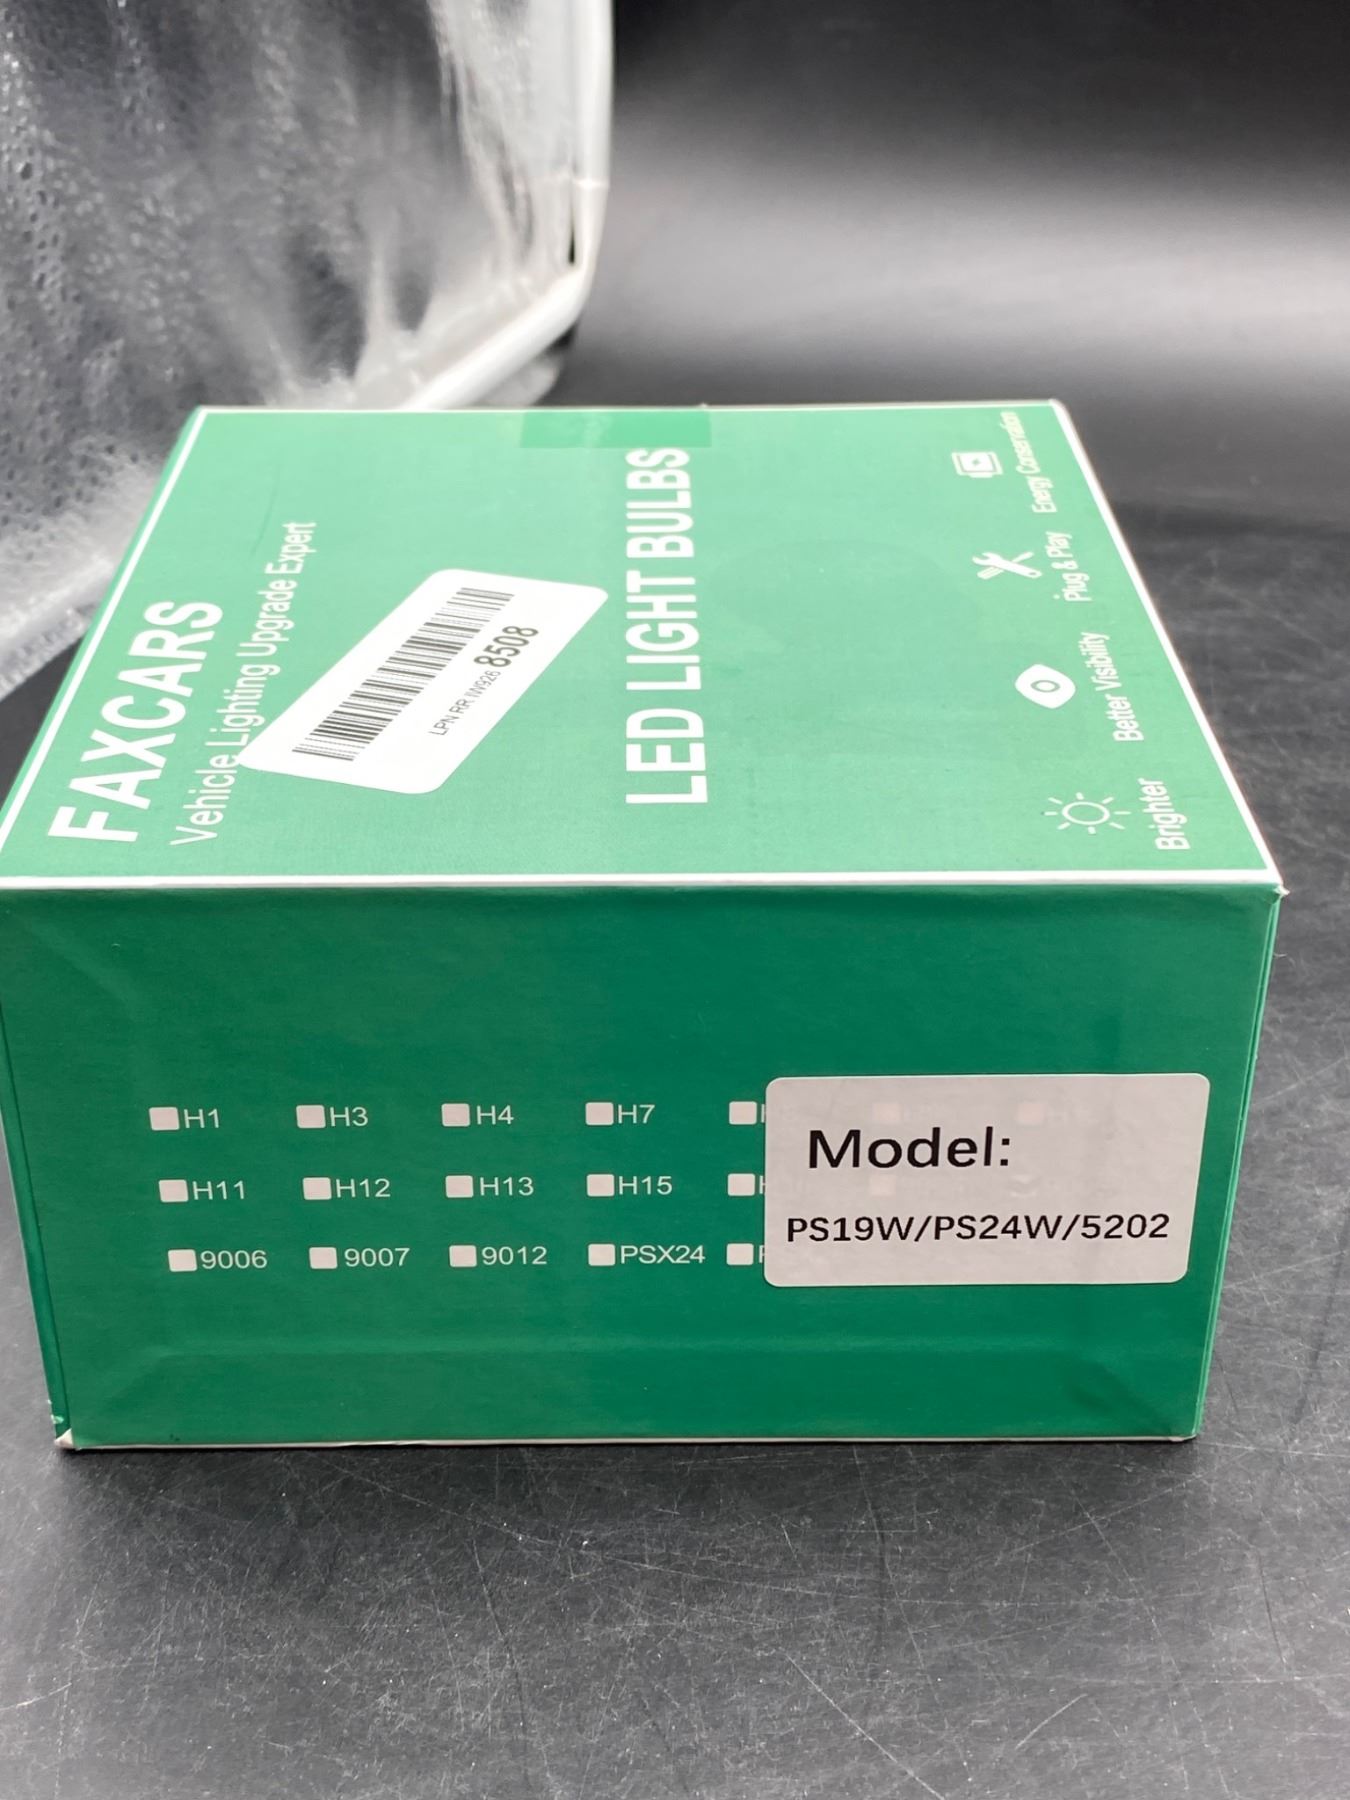 FAXCARS
Vehicle Lighting Upgrade Expert
LPN RR
8508
LED LIGHT BULBS
Brighter
Better Visibility
Plug & Play
Energy Conservation
H1 H3 H4 H7
H11 H12 H13 H15
9006 9007 9012 PSX24
Model:
PS19W/PS24W/5202